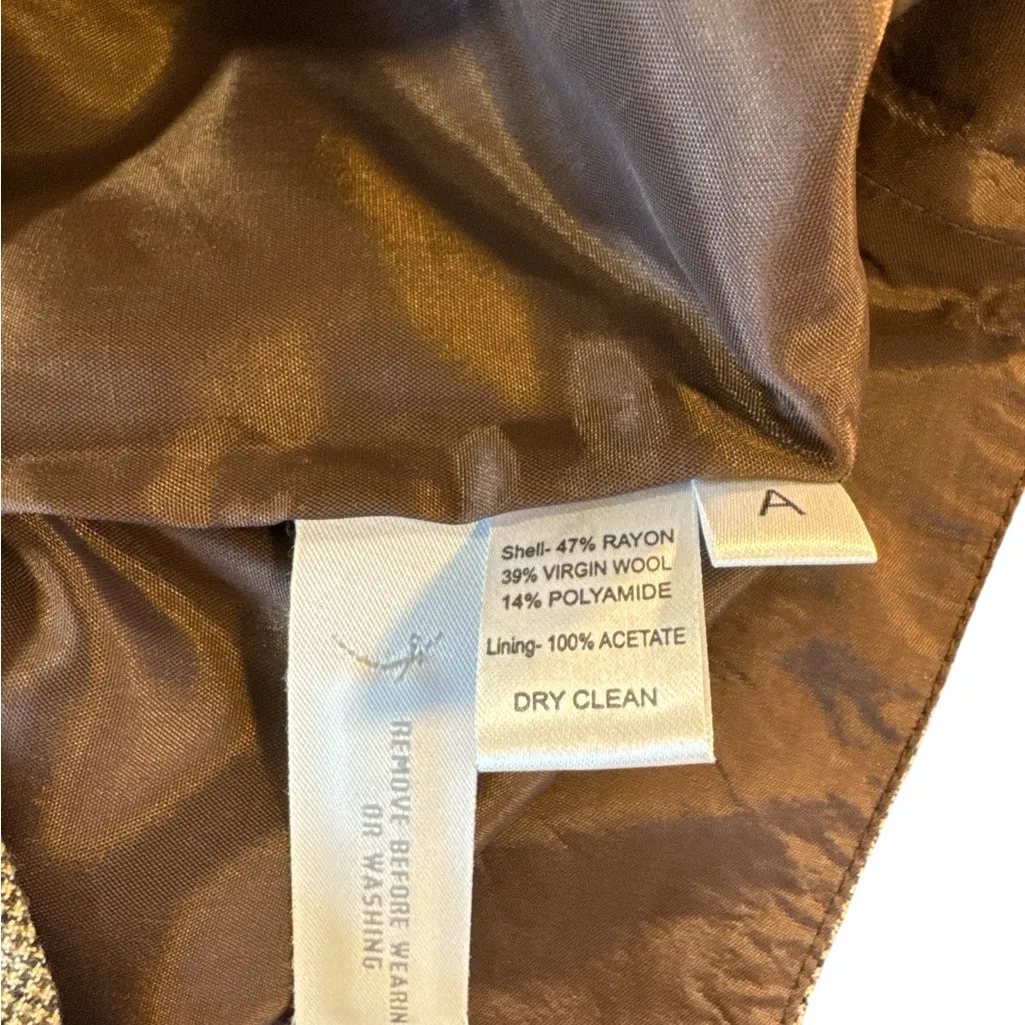 A
Shell- 47% RAYON
39% VIRGIN WOOL
14% POLYAMIDE
Lining- 100% ACETATE
DRY CLEAN
REMOVE BEFORE WEARIN
OR WASHING